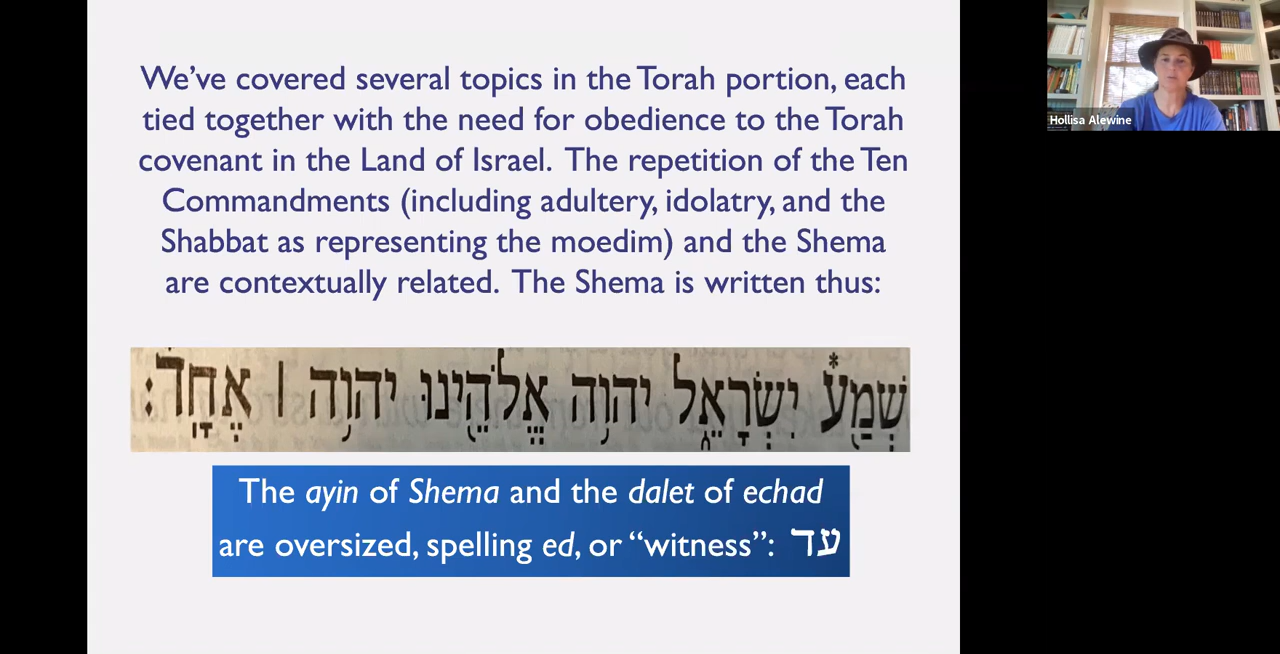 We've covered several topics in the Torah portion, each
tied together with the need for obedience to the Torah
covenant in the Land of Israel. The repetition of the Ten
Commandments (including adultery, idolatry, and the
Shabbat as representing the moedim) and the Shema
are contextually related. The Shema is written thus:
שְׁמַ֖ע* יִשְׂרָאֵ֑ל יהוָ֥ה אֱלֹהֵ֖ינוּ יהוָ֥ה ׀ אֶחָֽד׃
The ayin of Shema and the dalet of echad
are oversized, spelling ed, or “witness”: עד
Hollisa Alewine